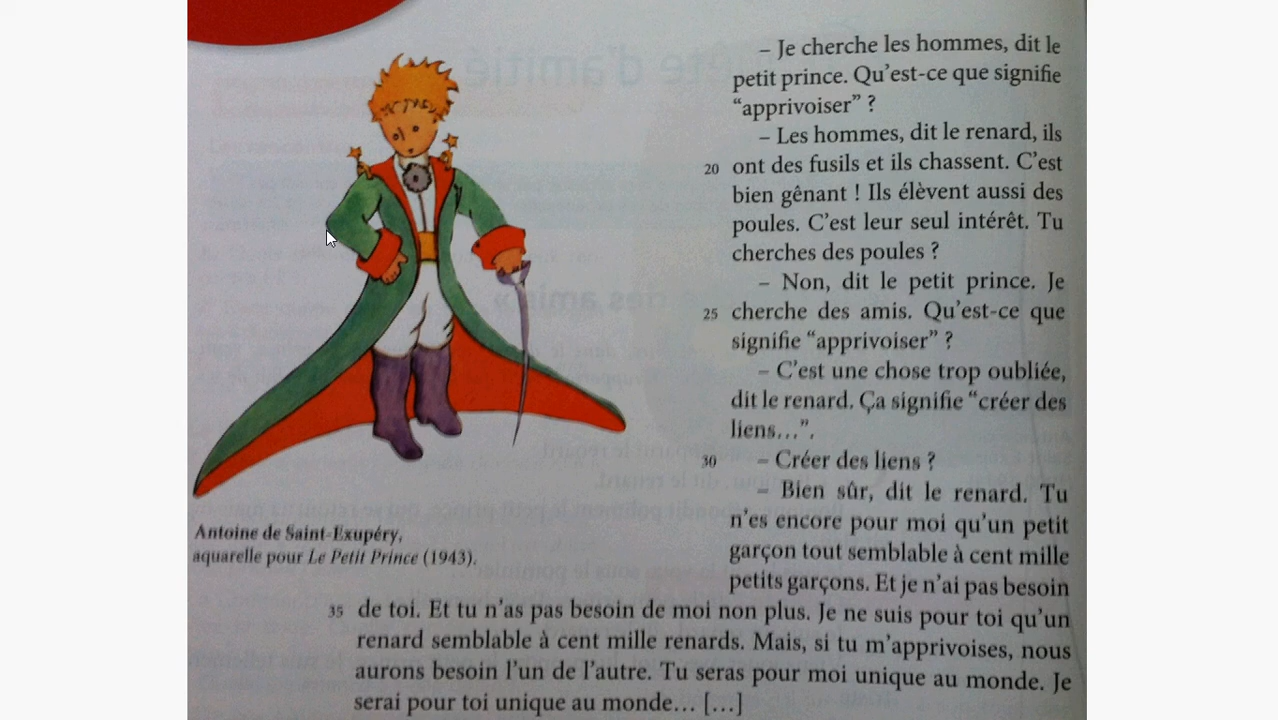 – Je cherche les hommes, dit le
petit prince. Qu'est-ce que signifie
“apprivoiser” ?
– Les hommes, dit le renard, ils
20 ont des fusils et ils chassent. C'est
bien gênant ! Ils élèvent aussi des
poules. C'est leur seul intérêt. Tu
cherches des poules ?
– Non, dit le petit prince. Je
25 cherche des amis. Qu'est-ce que
signifie “apprivoiser” ?
– C'est une chose trop oubliée,
dit le renard. Ça signifie “créer des
liens...”.
30 – Créer des liens ?
– Bien sûr, dit le renard. Tu
n'es encore pour moi qu'un petit
garçon tout semblable à cent mille
petits garçons. Et je n'ai pas besoin
35 de toi. Et tu n'as pas besoin de moi non plus. Je ne suis pour toi qu'un
renard semblable à cent mille renards. Mais, si tu m'apprivoises, nous
aurons besoin l'un de l'autre. Tu seras pour moi unique au monde. Je
serai pour toi unique au monde... [...]
Antoine de Saint-Exupéry,
aquarelle pour Le Petit Prince (1943).